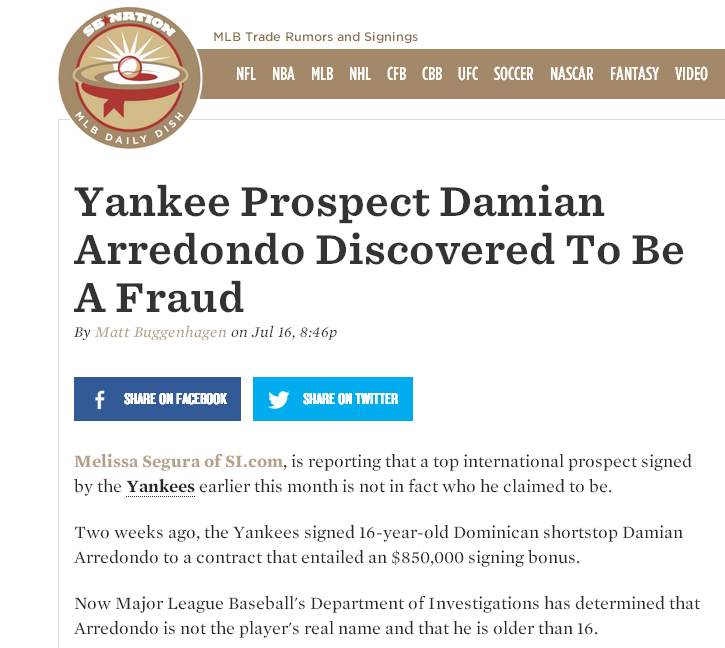 SB NATION
MLB DAILY DISH
MLB Trade Rumors and Signings
NFL NBA MLB NHL CFB CBB UFC SOCCER NASCAR FANTASY VIDEO
Yankee Prospect Damian
Arredondo Discovered To Be
A Fraud
By Matt Buggenhagen on Jul 16, 8:46p
SHARE ON FACEBOOK SHARE ON TWITTER
Melissa Segura of SI.com, is reporting that a top international prospect signed
by the Yankees earlier this month is not in fact who he claimed to be.
Two weeks ago, the Yankees signed 16-year-old Dominican shortstop Damian
Arredondo to a contract that entailed an $850,000 signing bonus.
Now Major League Baseball's Department of Investigations has determined that
Arredondo is not the player's real name and that he is older than 16.